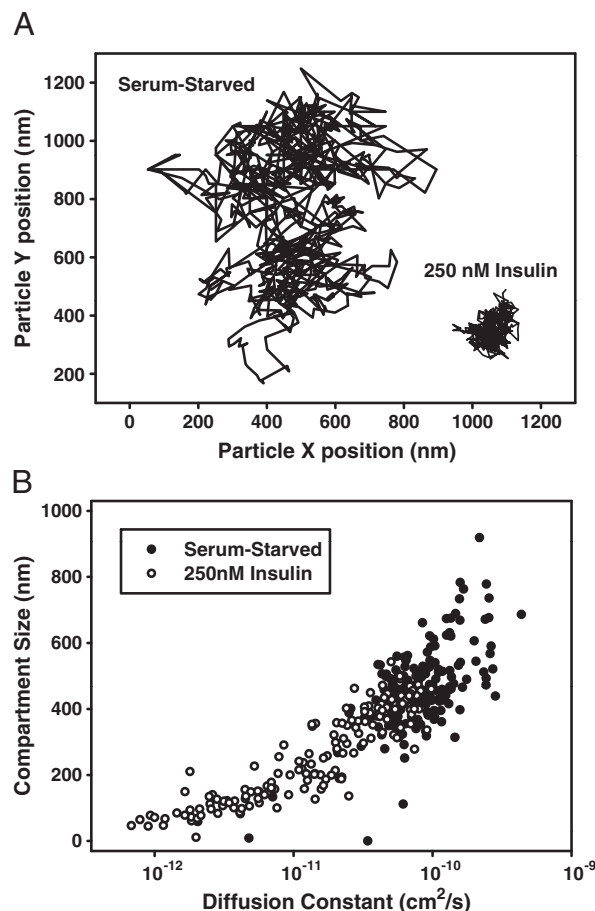 A
Serum-Starved
250 nM Insulin
Particle Y position (nm)
1200
1000
800
600
400
200
0 200 400 600 800 1000 1200
Particle X position (nm)
B
Serum-Starved
250nM Insulin
Compartment Size (nm)
1000
800
600
400
200
0
10⁻¹² 10⁻¹¹ 10⁻¹⁰ 10⁻⁹
Diffusion Constant (cm²/s)